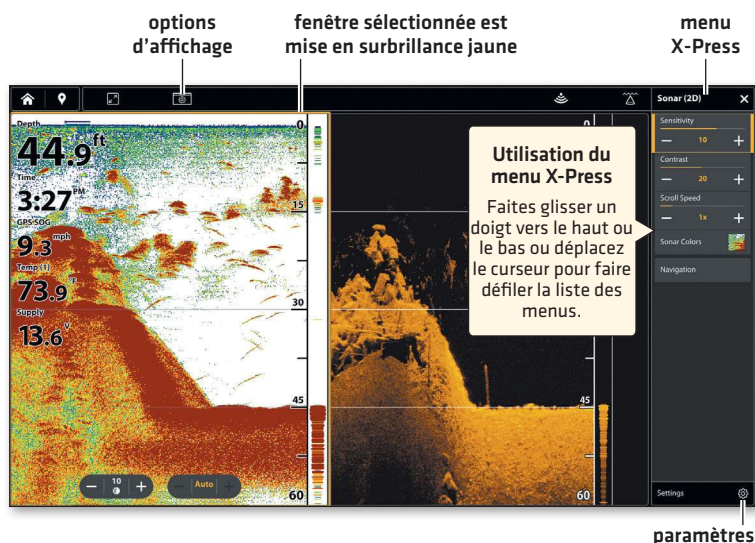 options
d'affichage
fenêtre sélectionnée est
mise en surbrillance jaune
menu
X-Press
Sonar (2D)
Depth
44.9 ft
Time
3:27 PM
GPS-SOG
9.3 mph
Temp (1)
73.9 °F
Supply
13.6 V
0
15
30
45
60
10
Auto
0
60
Utilisation du
menu X-Press
Faites glisser un
doigt vers le haut ou
le bas ou déplacez
le curseur pour faire
défiler la liste des
menus.
Sensitivity
10
Contrast
20
Scroll Speed
1x
Sonar Colors
Navigation
Settings
paramètres